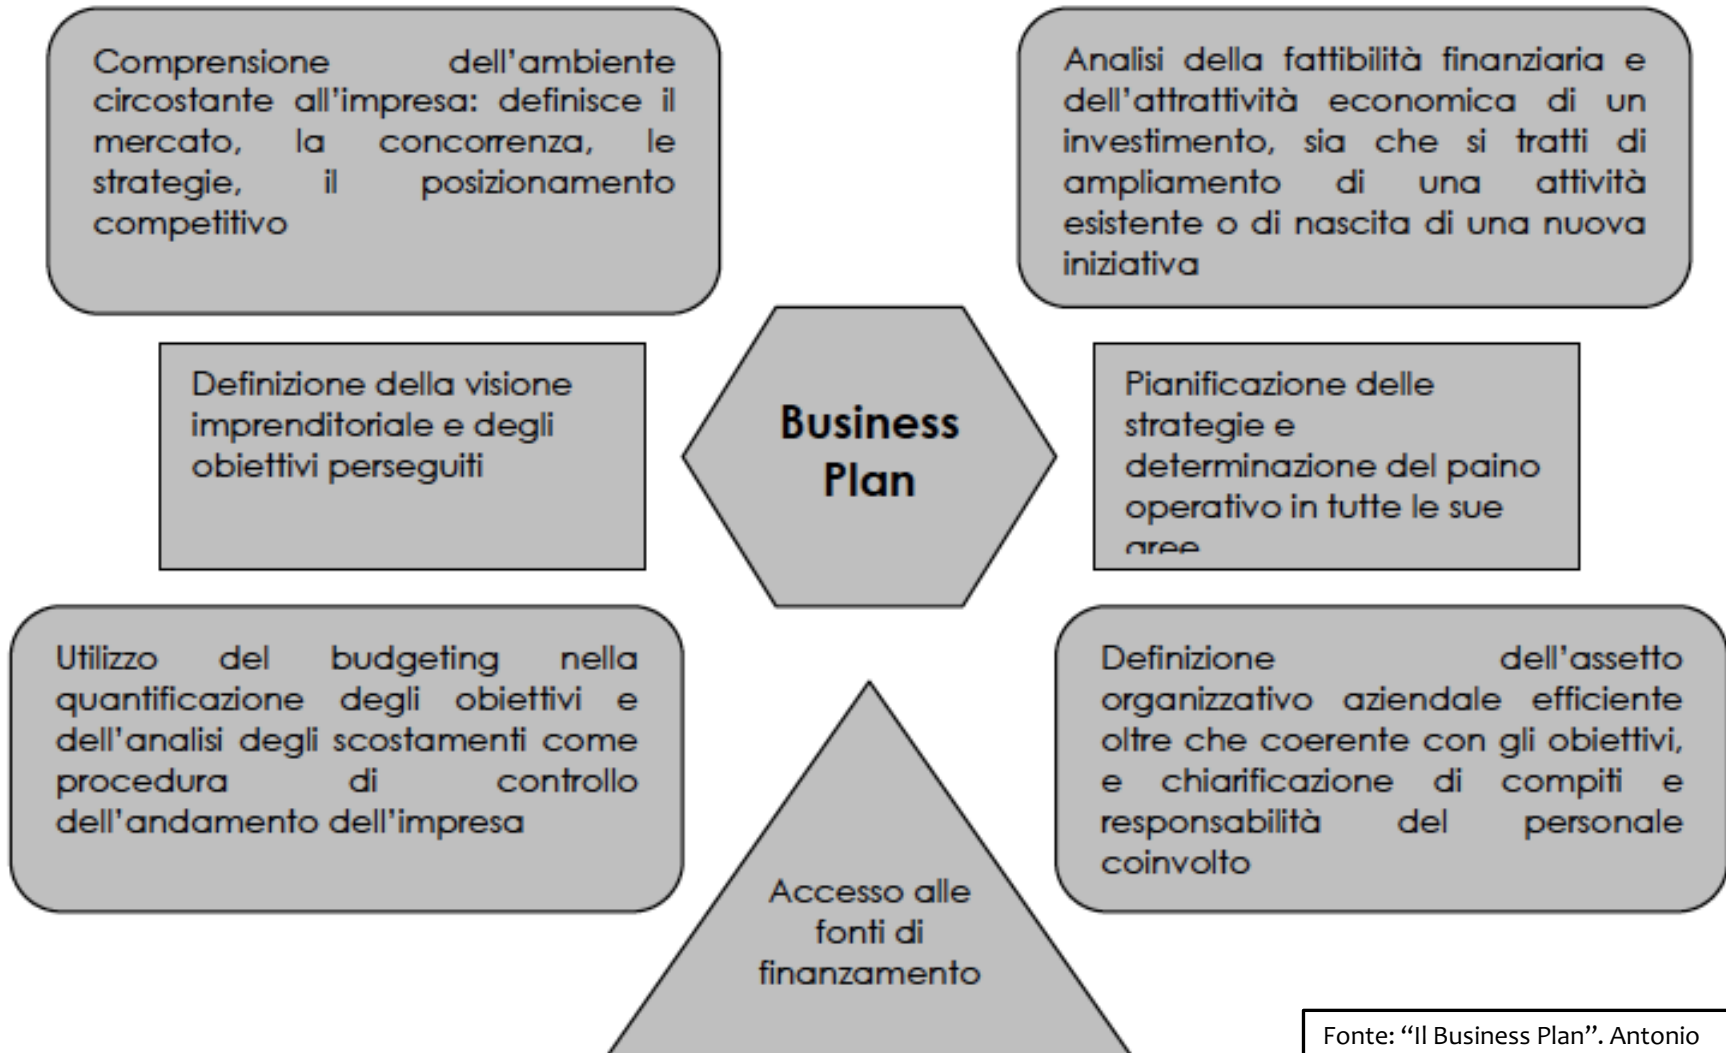 Comprensione dell'ambiente
circostante all'impresa: definisce il
mercato, la concorrenza, le
strategie, il posizionamento
competitivo
Analisi della fattibilità finanziaria e
dell'attrattività economica di un
investimento, sia che si tratti di
ampliamento di una attività
esistente o di nascita di una nuova
iniziativa
Definizione della visione
imprenditoriale e degli
obiettivi perseguiti
Business
Plan
Pianificazione delle
strategie e
determinazione del paino
operativo in tutte le sue
aree
Utilizzo del budgeting nella
quantificazione degli obiettivi e
dell'analisi degli scostamenti come
procedura di controllo
dell'andamento dell'impresa
Accesso alle
fonti di
finanzamento
Definizione dell'assetto
organizzativo aziendale efficiente
oltre che coerente con gli obiettivi,
e chiarificazione di compiti e
responsabilità del personale
coinvolto
Fonte: “Il Business Plan”. Antonio